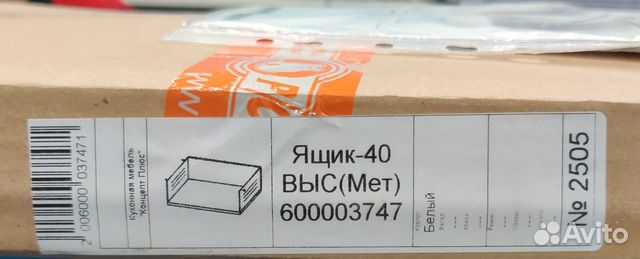 2 006000 037471
Кухонная мебель
"Концепт Плюс"
Ящик-40
ВЫС(Мет)
600003747
Белый
№ 2505
Avito